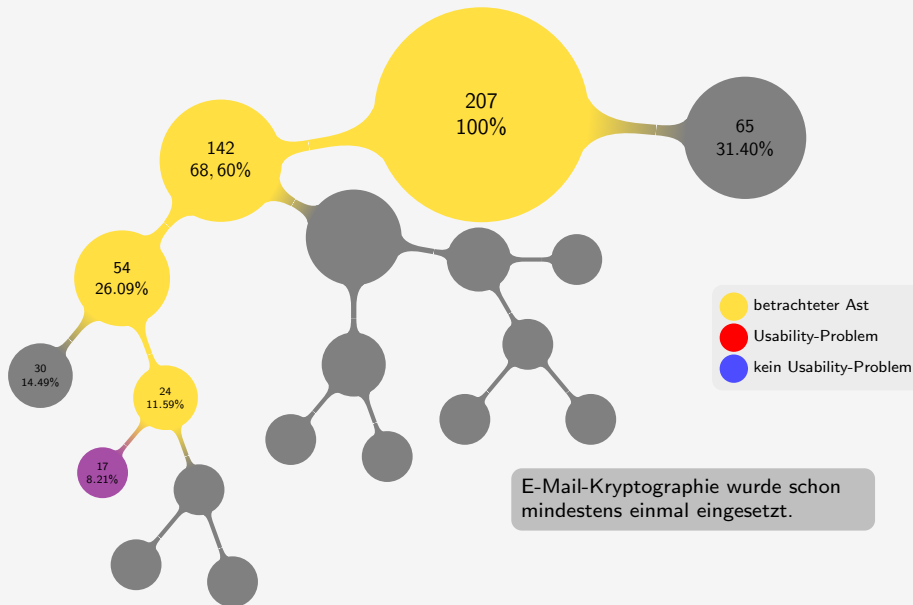 207
100%
65
31.40%
142
68, 60%
54
26.09%
betrachteter Ast
Usability-Problem
kein Usability-Problem
30
14.49%
24
11.59%
17
8.21%
E-Mail-Kryptographie wurde schon
mindestens einmal eingesetzt.